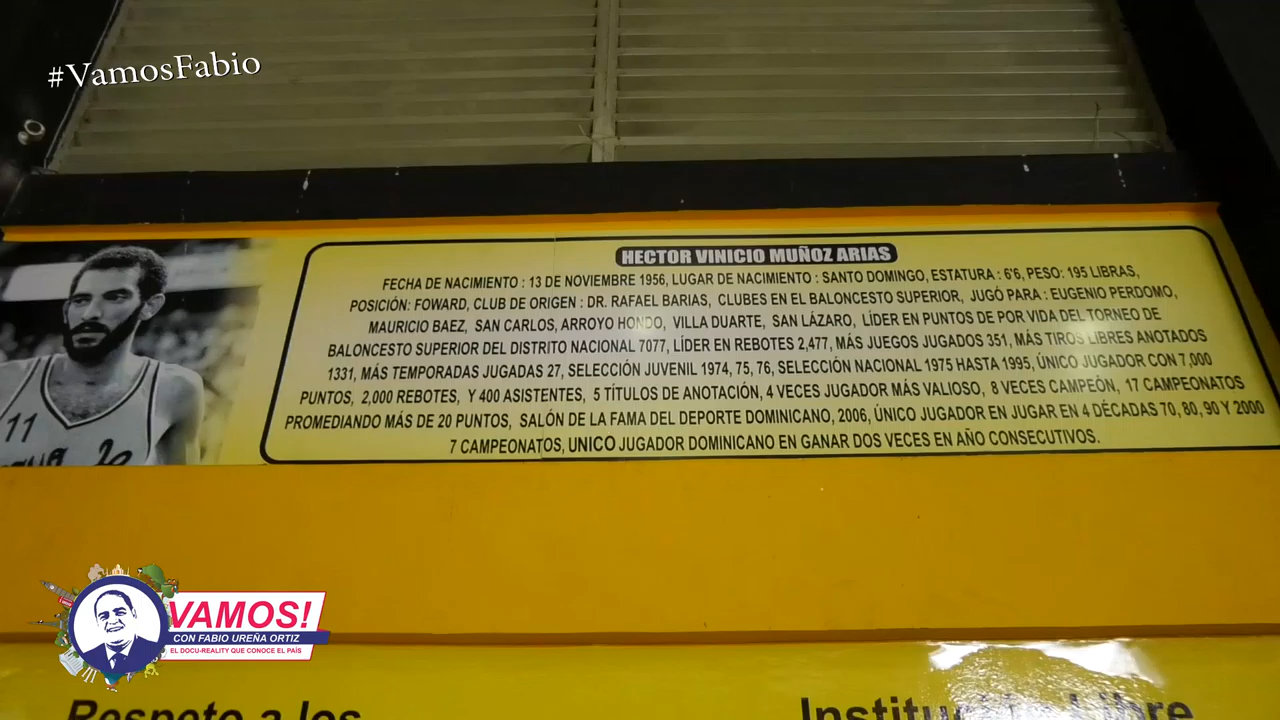 #VamosFabio
HECTOR VINICIO MUÑOZ ARIAS
FECHA DE NACIMIENTO : 13 DE NOVIEMBRE 1956, LUGAR DE NACIMIENTO : SANTO DOMINGO, ESTATURA : 6'6, PESO: 195 LIBRAS,
POSICIÓN: FOWARD, CLUB DE ORIGEN : DR. RAFAEL BARIAS, CLUBES EN EL BALONCESTO SUPERIOR, JUGÓ PARA : EUGENIO PERDOMO,
MAURICIO BAEZ, SAN CARLOS, ARROYO HONDO, VILLA DUARTE, SAN LÁZARO, LÍDER EN PUNTOS DE POR VIDA DEL TORNEO DE
BALONCESTO SUPERIOR DEL DISTRITO NACIONAL 7077, LÍDER EN REBOTES 2,477, MÁS JUEGOS JUGADOS 351, MÁS TIROS LIBRES ANOTADOS
1331, MÁS TEMPORADAS JUGADAS 27, SELECCIÓN JUVENIL 1974, 75, 76, SELECCIÓN NACIONAL 1975 HASTA 1995, ÚNICO JUGADOR CON 7,000
PUNTOS, 2,000 REBOTES, Y 400 ASISTENTES, 5 TÍTULOS DE ANOTACIÓN, 4 VECES JUGADOR MÁS VALIOSO, 8 VECES CAMPEÓN, 17 CAMPEONATOS
PROMEDIANDO MÁS DE 20 PUNTOS, SALÓN DE LA FAMA DEL DEPORTE DOMINICANO, 2006, ÚNICO JUGADOR EN JUGAR EN 4 DÉCADAS 70, 80, 90 Y 2000
7 CAMPEONATOS, UNICO JUGADOR DOMINICANO EN GANAR DOS VECES EN AÑO CONSECUTIVOS.
11
VAMOS!
CON FABIO UREÑA ORTIZ
EL DOCU-REALITY QUE CONOCE EL PAÍS
Respeto a los
Institución Libre